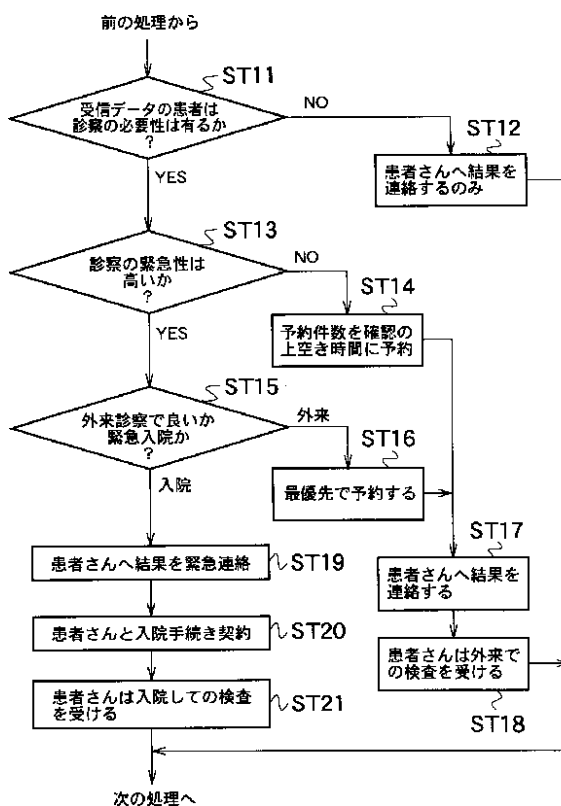 前の処理から
ST11
受信データの患者は
診察の必要性は有るか
?
NO
ST12
患者さんへ結果を
連絡するのみ
YES
ST13
診察の緊急性は
高いか
?
NO
ST14
予約件数を確認の
上空き時間に予約
YES
ST15
外来診察で良いか
緊急入院か
?
外来
ST16
最優先で予約する
入院
ST17
患者さんへ結果を
連絡する
患者さんへ結果を緊急連絡
ST19
患者さんと入院手続き契約
ST20
患者さんは外来で
の検査を受ける
ST18
患者さんは入院しての検査
を受ける
ST21
次の処理へ